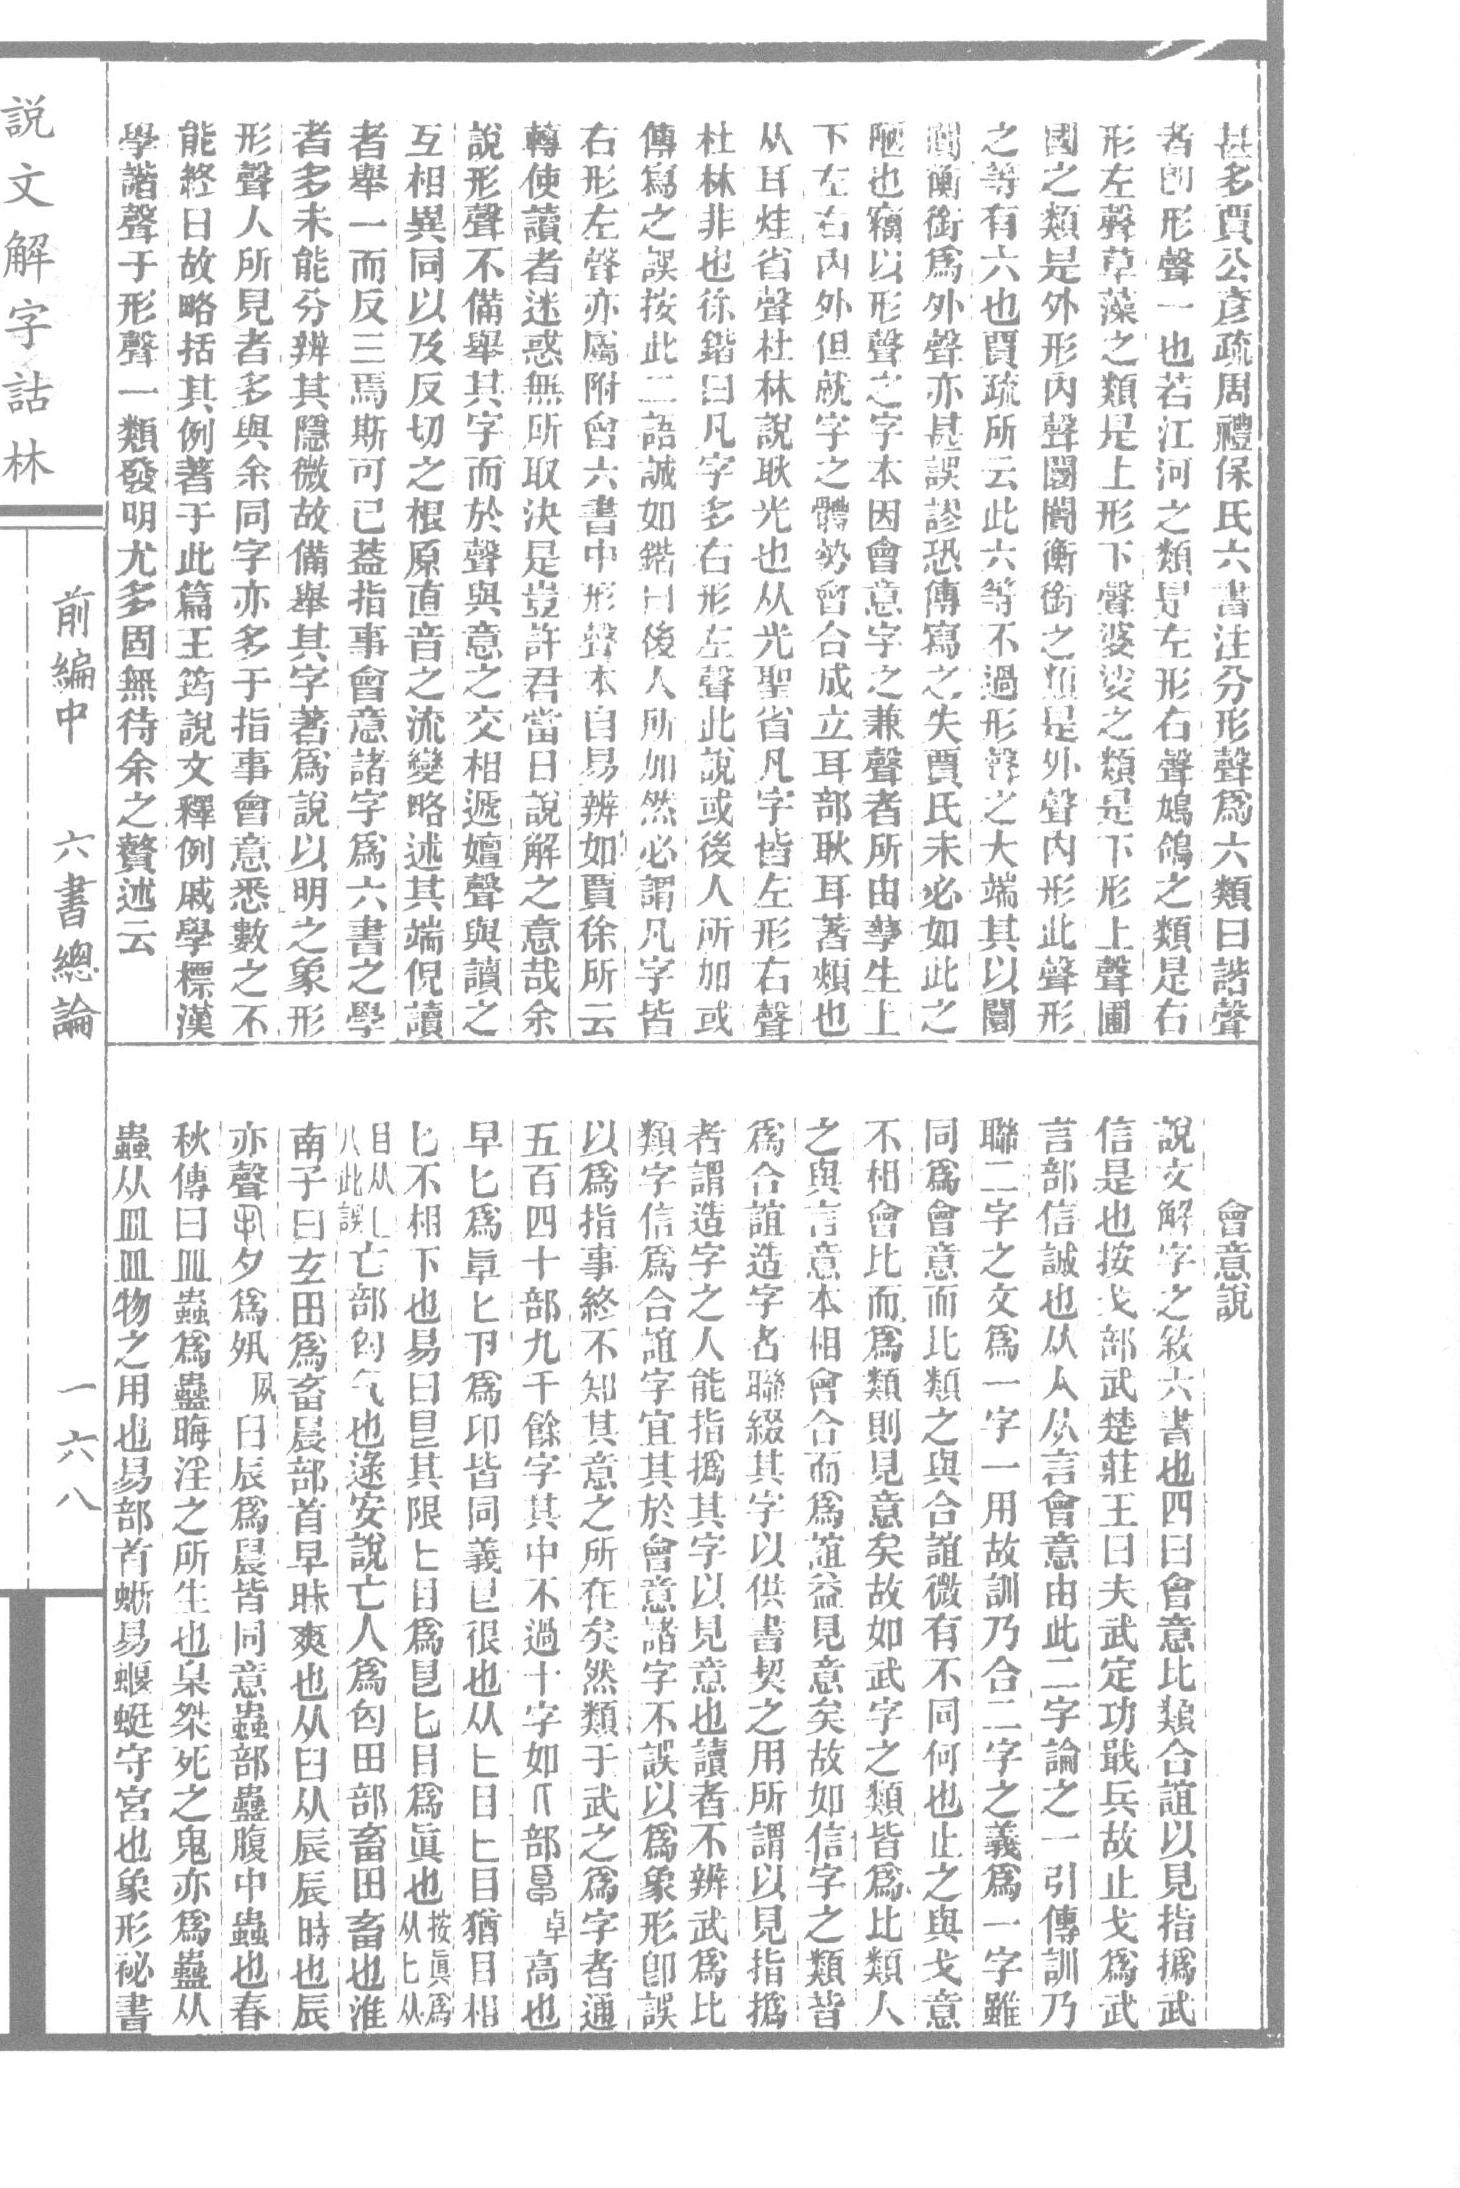 甚多賈公彥疏周禮保氏六書注分形聲爲六類曰諧聲
者卽形聲一也若江河之類是左形右聲鳩鴿之類是右
形左聲草藻之類是上形下聲婆娑之類是下形上聲圃
國之類是外形內聲闅闠衡銜之類是外聲內形此聲形
之等有六也賈疏所云此六等不過形聲之大端其以闅
闠衡銜爲外聲亦甚誤謬恐傳寫之失賈氏未必如此之
陋也竊以形聲之字本因會意字之兼聲者所由孳生上
下左右內外但就字之體勢會合成立耳部耿耳箸頰也
从耳烓省聲杜林說耿光也从光聖省凡字皆左形右聲
杜林非也徐鍇曰凡字多右形左聲此說或後人所加或
傳寫之誤按此二語誠如鍇曰後人所加然必謂凡字皆
右形左聲亦屬附會六書中形聲本自易辨如賈徐所云
轉使讀者迷惑無所取決是豈許君當日說解之意哉余
說形聲不備舉其字而於聲與意之交相遞嬗聲與讀之
互相異同以及反切之根原直音之流變略述其端俔讀
者舉一而反三焉斯可已葢指事會意諸字爲六書之學
者多未能分辨其隱微故備舉其字著爲說以明之象形
形聲人所見者多與余同字亦多于指事會意悉數之不
能終日故略括其例著于此篇王筠說文釋例戚學標漢
學諧聲于形聲一類發明尤多固無待余之贅述云
會意說
說文解字之敘六書也四曰會意比類合誼以見指撝武
信是也按戈部武楚莊王曰夫武定功戢兵故止戈爲武
言部信誠也从人从言會意由此二字論之一引傳訓乃
聯二字之文爲一字一用故訓乃合二字之義爲一字雖
同爲會意而比類之與合誼微有不同何也止之與戈意
不相會比而爲類則見意矣故如武字之類皆爲比類人
之與言意本相會合而爲誼益見意矣故如信字之類皆
爲合誼造字者聯綴其字以供書契之用所謂以見指撝
者謂造字之人能指撝其字以見意也讀者不辨武爲比
類字信爲合誼字宜其於會意諸字不誤以爲象形卽誤
以爲指事終不知其意之所在矣然類于武之爲字者通
五百四十部九千餘字其中不過十字如部卓高也
早匕爲卓匕卩爲卬皆同義皀很也从匕目匕目猶目相
匕不相下也易曰皀其限匕目爲皀匕目爲眞也按眞爲从匕从
目从乚八此誤亡部匃气也逯安說亡人爲匃田部畜田畜也淮
南子曰玄田爲畜晨部首早昧爽也从臼从辰辰時也辰
亦聲丮夕爲夙臼辰爲晨皆同意蟲部蠱腹中蟲也春
秋傳曰皿蟲爲蠱晦淫之所生也臬桀死之鬼亦爲蠱从
蟲从皿皿物之用也易部首蜥易蝘蜓守宮也象形祕書
說文解字詁林
前編中　六書總論
一六八